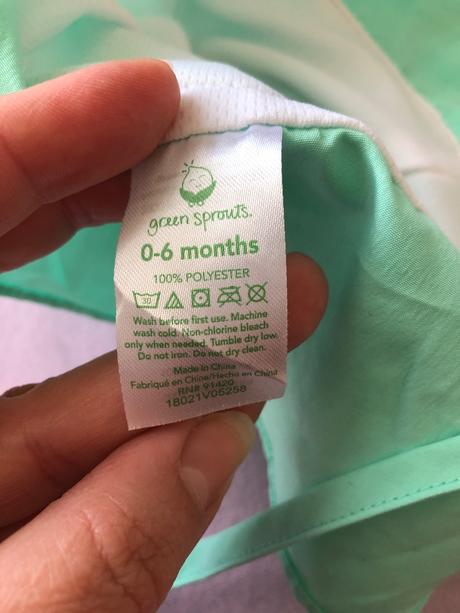 green sprouts.
0-6 months
100% POLYESTER
30
Wash before first use. Machine
wash cold. Non-chlorine bleach
only when needed. Tumble dry low.
Do not iron. Do not dry clean.
Made in China
Fabriqué en Chine/Hecho en China
RN# 91420
18021V05258